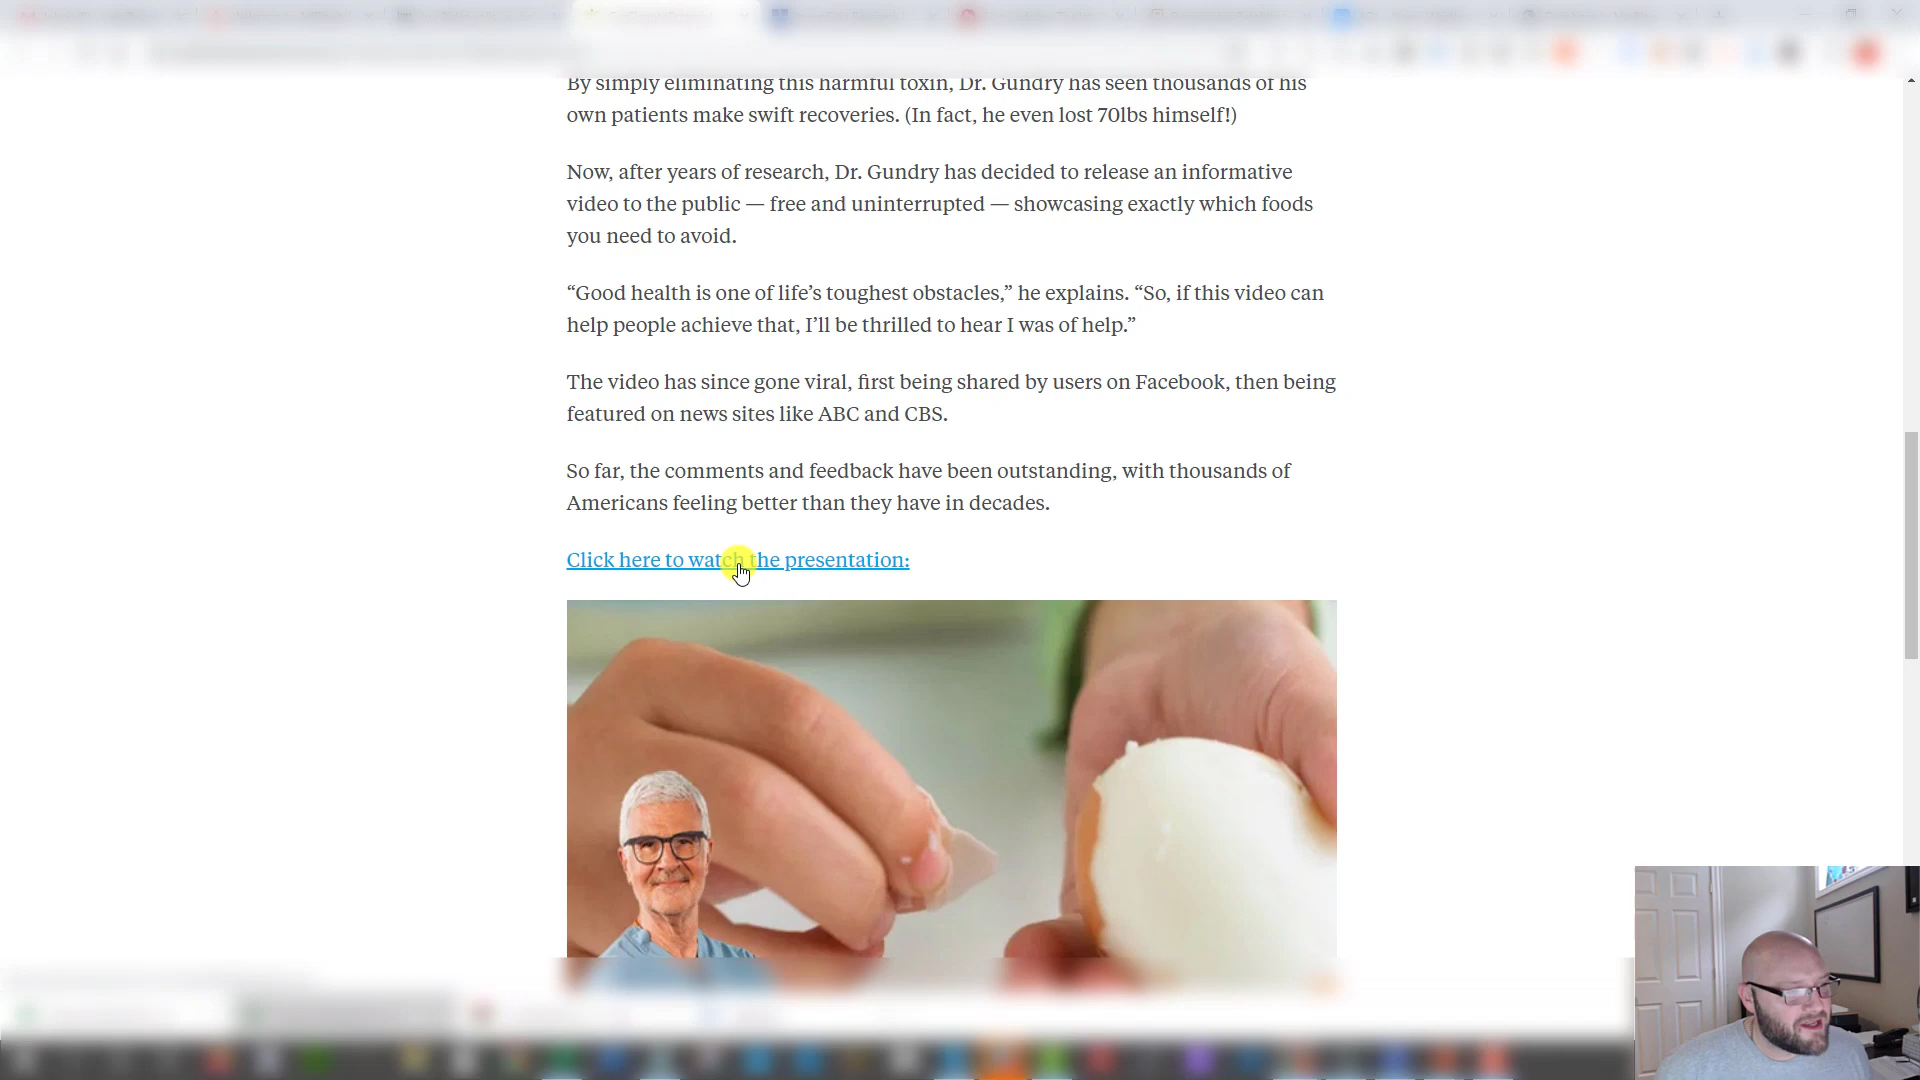 By simply eliminating this harmful toxin, Dr. Gundry has seen thousands of his
own patients make swift recoveries. (In fact, he even lost 70lbs himself!)
Now, after years of research, Dr. Gundry has decided to release an informative
video to the public — free and uninterrupted — showcasing exactly which foods
you need to avoid.
“Good health is one of life’s toughest obstacles,” he explains. “So, if this video can
help people achieve that, I’ll be thrilled to hear I was of help.”
The video has since gone viral, first being shared by users on Facebook, then being
featured on news sites like ABC and CBS.
So far, the comments and feedback have been outstanding, with thousands of
Americans feeling better than they have in decades.
Click here to watch the presentation: